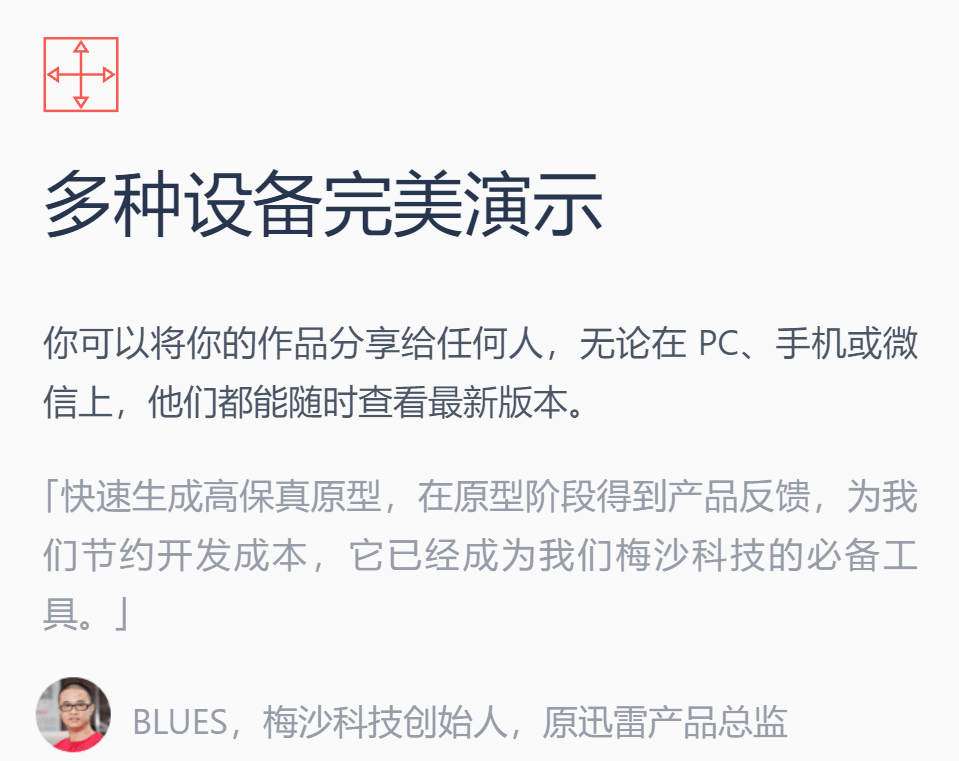 多种设备完美演示
你可以将你的作品分享给任何人，无论在 PC、手机或微
信上，他们都能随时查看最新版本。
「快速生成高保真原型，在原型阶段得到产品反馈，为我
们节约开发成本，它已经成为我们梅沙科技的必备工
具。」
BLUES，梅沙科技创始人，原迅雷产品总监